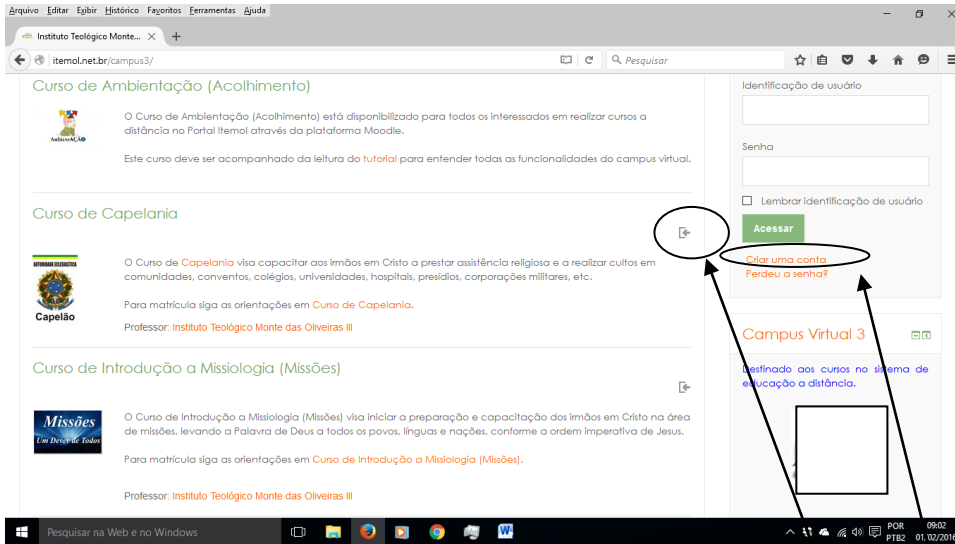 Arquivo Editar Exibir Histórico Favoritos Ferramentas Ajuda
Instituto Teológico Monte...
itemol.net.br/campus3/
Pesquisar
Curso de Ambientação (Acolhimento)
AmbientAÇÃO
O Curso de Ambientação (Acolhimento) está disponibilizado para todos os interessados em realizar cursos a
distância no Portal Itemol através da plataforma Moodle.
Este curso deve ser acompanhado da leitura do tutorial para entender todas as funcionalidades do campus virtual.
Curso de Capelania
AUTORIDADE ECLESIASTICA
Capelão
O Curso de Capelania visa capacitar aos irmãos em Cristo a prestar assistência religiosa e a realizar cultos em
comunidades, conventos, colégios, universidades, hospitais, presídios, corporações militares, etc.
Para matrícula siga as orientações em Curso de Capelania.
Professor: Instituto Teológico Monte das Oliveiras III
Curso de Introdução a Missiologia (Missões)
Missões
Um Dever de Todos
O Curso de Introdução a Missiologia (Missões) visa iniciar a preparação e capacitação dos irmãos em Cristo na área
de missões, levando a Palavra de Deus a todos os povos, línguas e nações, conforme a ordem imperativa de Jesus.
Para matrícula siga as orientações em Curso de Introdução a Missiologia (Missões).
Professor: Instituto Teológico Monte das Oliveiras III
Identificação de usuário
Senha
Lembrar identificação de usuário
Acessar
Criar uma conta
Perdeu a senha?
Campus Virtual 3
Destinado aos cursos no sistema de
educação a distância.
Pesquisar na Web e no Windows
POR 09:02
PTB2 01/02/2016